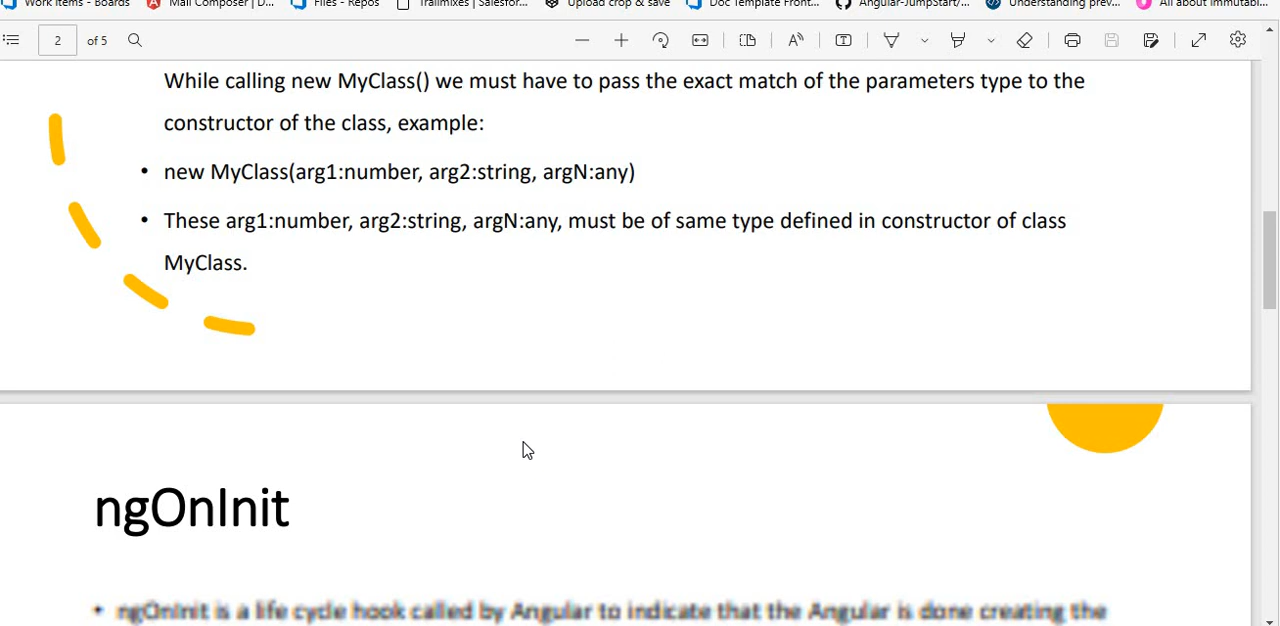 Work Items - Boards Mail Composer | D... Files - Repos Trailmixes | Salesfor... Upload crop & save Doc Template Front... Angular-JumpStart/... Understanding prev... All about Immutabl...
2 of 5
While calling new MyClass() we must have to pass the exact match of the parameters type to the
constructor of the class, example:
• new MyClass(arg1:number, arg2:string, argN:any)
• These arg1:number, arg2:string, argN:any, must be of same type defined in constructor of class
MyClass.
ngOnInit
• ngOnInit is a life cycle hook called by Angular to indicate that the Angular is done creating the